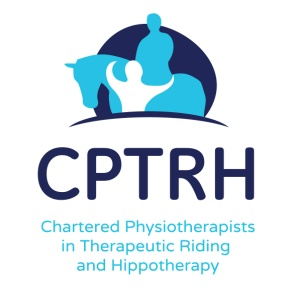 CPTRH
Chartered Physiotherapists
in Therapeutic Riding
and Hippotherapy